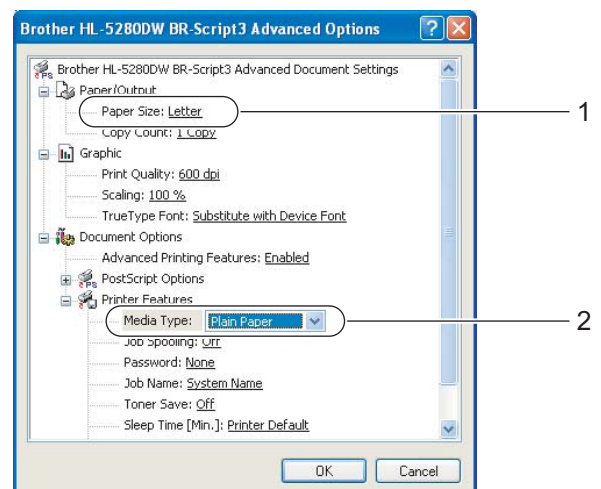 Brother HL-5280DW BR-Script3 Advanced Options
Brother HL-5280DW BR-Script3 Advanced Document Settings
Paper/Output
Paper Size: Letter
1
Copy Count: 1 Copy
Graphic
Print Quality: 600 dpi
Scaling: 100 %
TrueType Font: Substitute with Device Font
Document Options
Advanced Printing Features: Enabled
PostScript Options
Printer Features
Media Type: Plain Paper
2
Job Spooling: Off
Password: None
Job Name: System Name
Toner Save: Off
Sleep Time [Min.]: Printer Default
OK Cancel